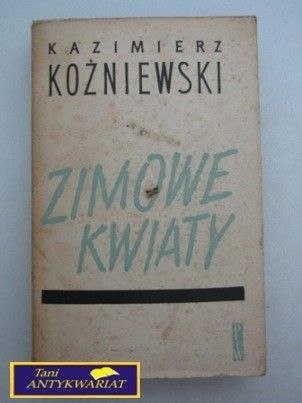 KAZIMIERZ
KOŹNIEWSKI
ZIMOWE
KWIATY
Tani
ANTYKWARIAT